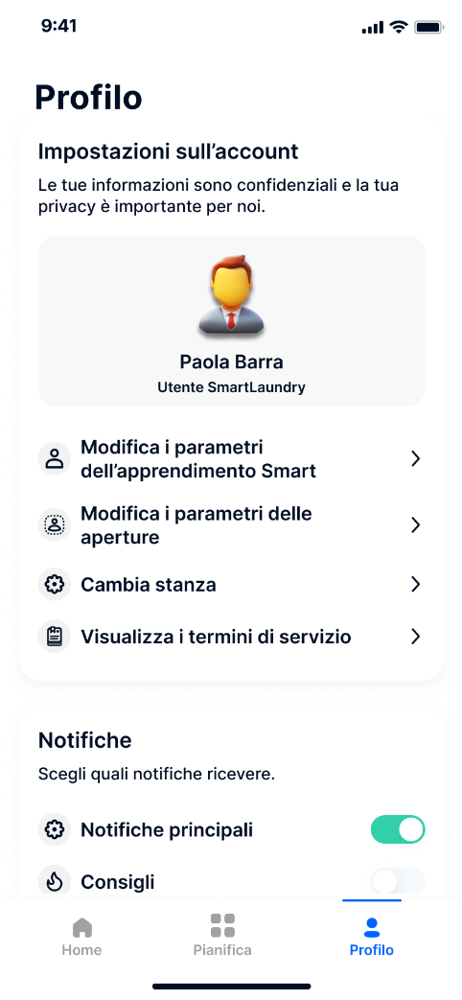 9:41
Profilo
Impostazioni sull’account
Le tue informazioni sono confidenziali e la tua
privacy è importante per noi.
Paola Barra
Utente SmartLaundry
Modifica i parametri
dell’apprendimento Smart
Modifica i parametri delle
aperture
Cambia stanza
Visualizza i termini di servizio
Notifiche
Scegli quali notifiche ricevere.
Notifiche principali
Consigli
Home
Pianifica
Profilo